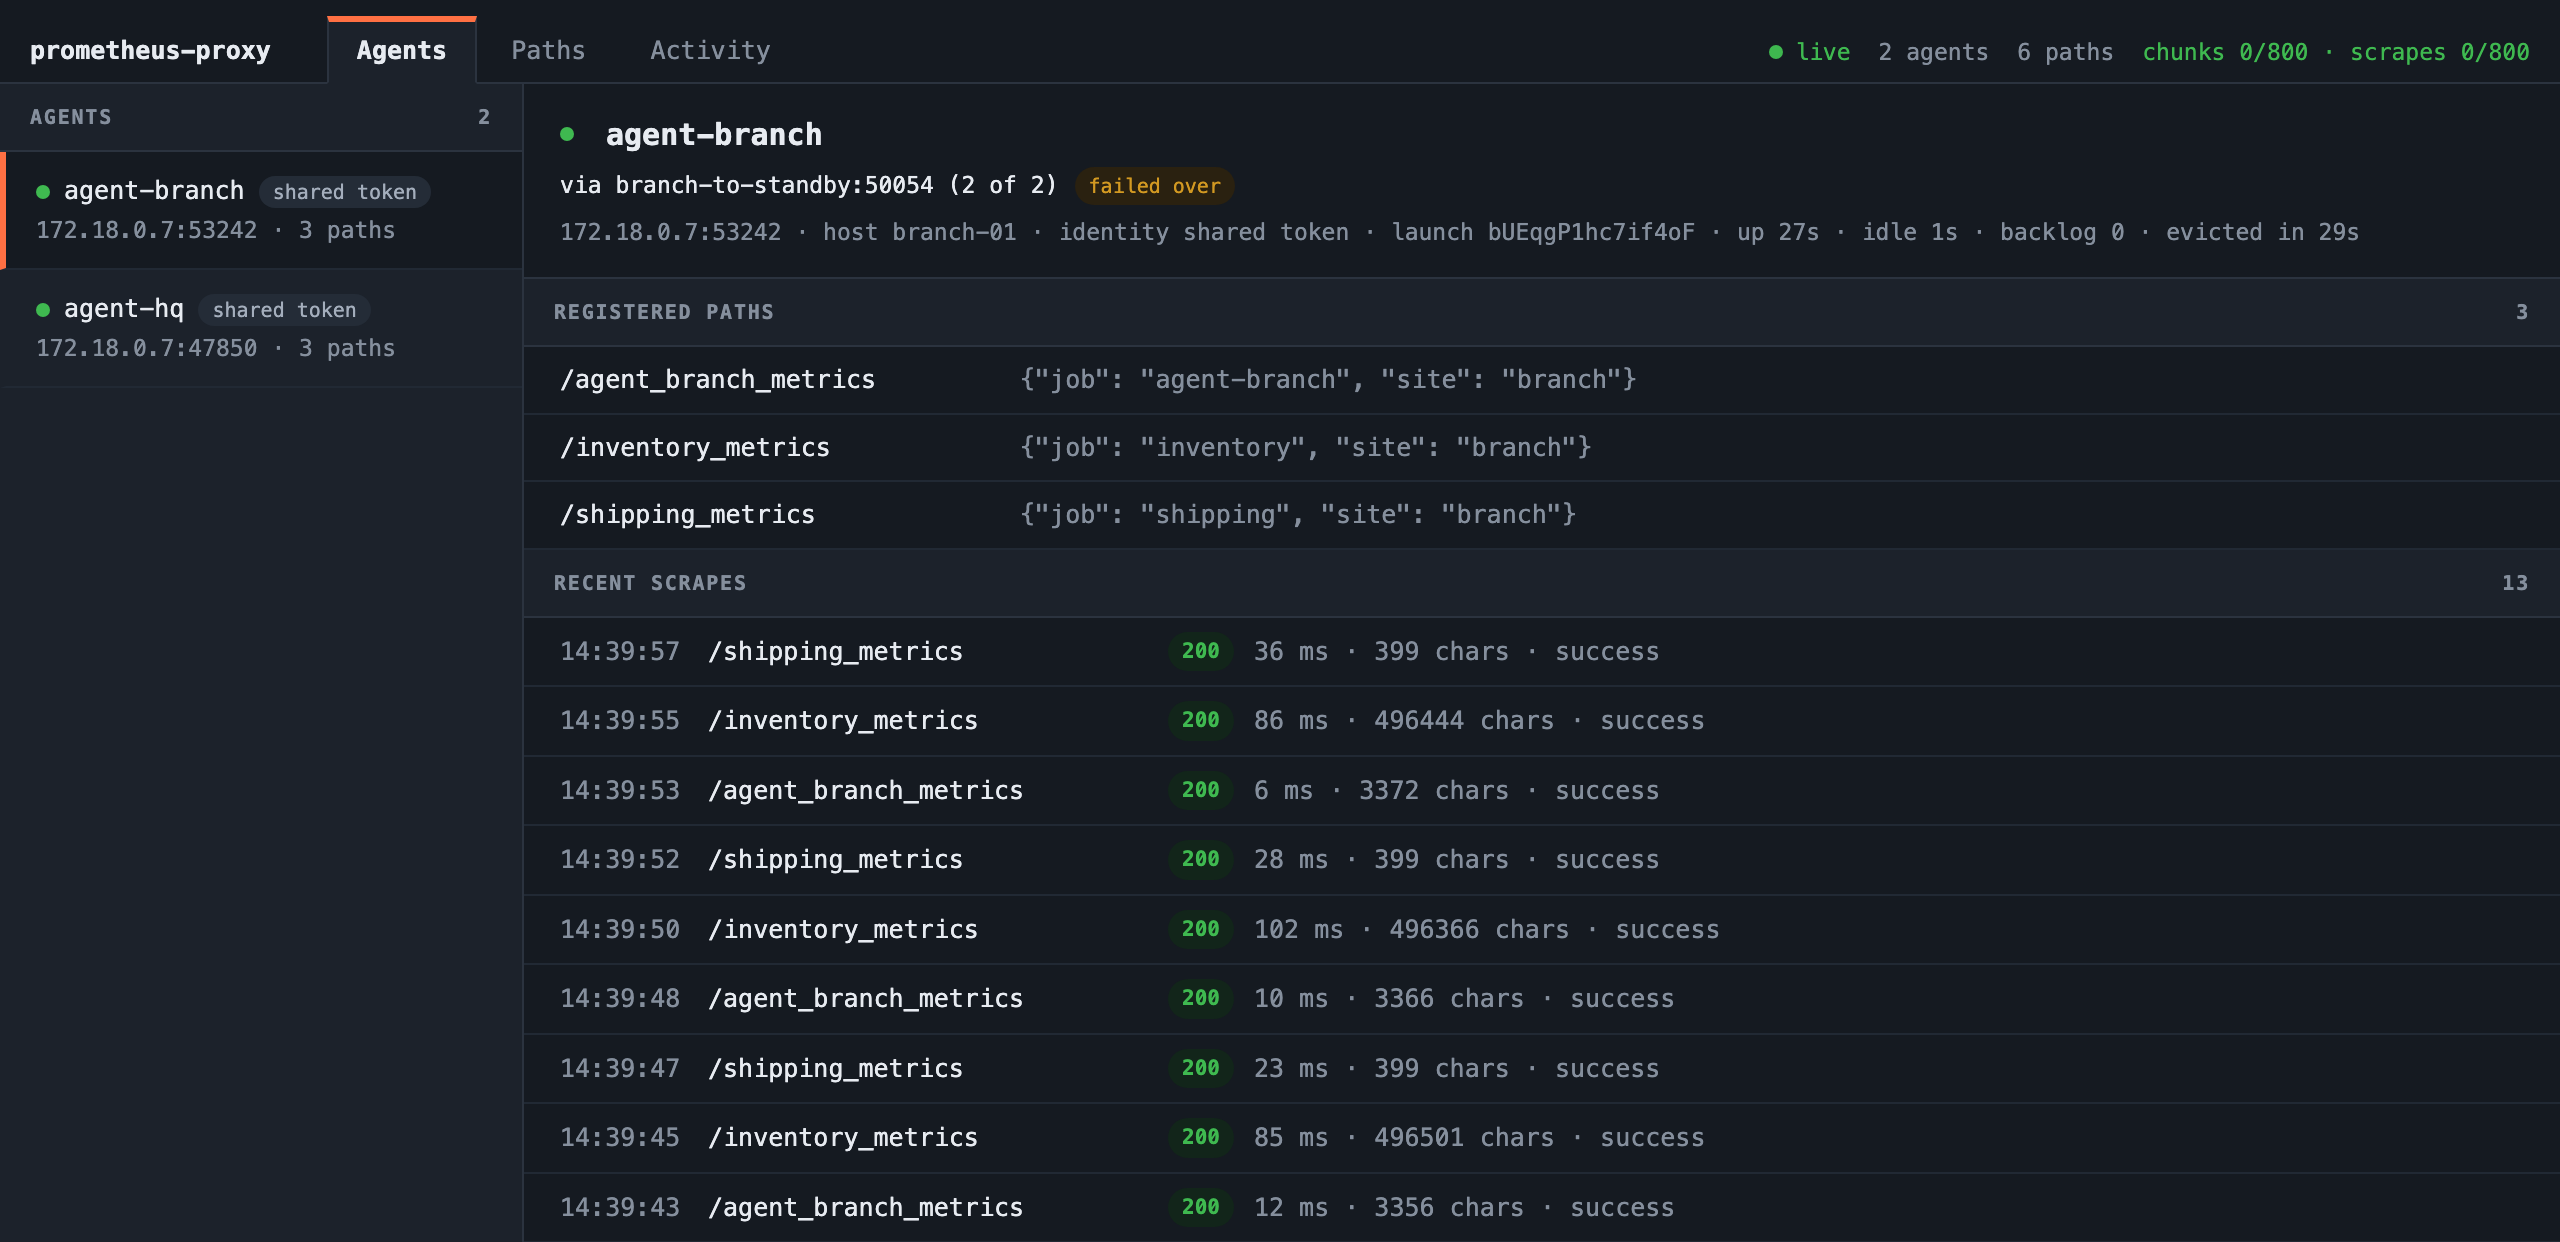 prometheus-proxy Agents Paths Activity live 2 agents 6 paths chunks 0/800 · scrapes 0/800
AGENTS 2
agent-branch shared token
172.18.0.7:53242 · 3 paths
agent-hq shared token
172.18.0.7:47850 · 3 paths
agent-branch
via branch-to-standby:50054 (2 of 2) failed over
172.18.0.7:53242 · host branch-01 · identity shared token · launch bUEqgP1hc7if4oF · up 27s · idle 1s · backlog 0 · evicted in 29s
REGISTERED PATHS 3
/agent_branch_metrics {"job": "agent-branch", "site": "branch"}
/inventory_metrics {"job": "inventory", "site": "branch"}
/shipping_metrics {"job": "shipping", "site": "branch"}
RECENT SCRAPES 13
14:39:57 /shipping_metrics 200 36 ms · 399 chars · success
14:39:55 /inventory_metrics 200 86 ms · 496444 chars · success
14:39:53 /agent_branch_metrics 200 6 ms · 3372 chars · success
14:39:52 /shipping_metrics 200 28 ms · 399 chars · success
14:39:50 /inventory_metrics 200 102 ms · 496366 chars · success
14:39:48 /agent_branch_metrics 200 10 ms · 3366 chars · success
14:39:47 /shipping_metrics 200 23 ms · 399 chars · success
14:39:45 /inventory_metrics 200 85 ms · 496501 chars · success
14:39:43 /agent_branch_metrics 200 12 ms · 3356 chars · success